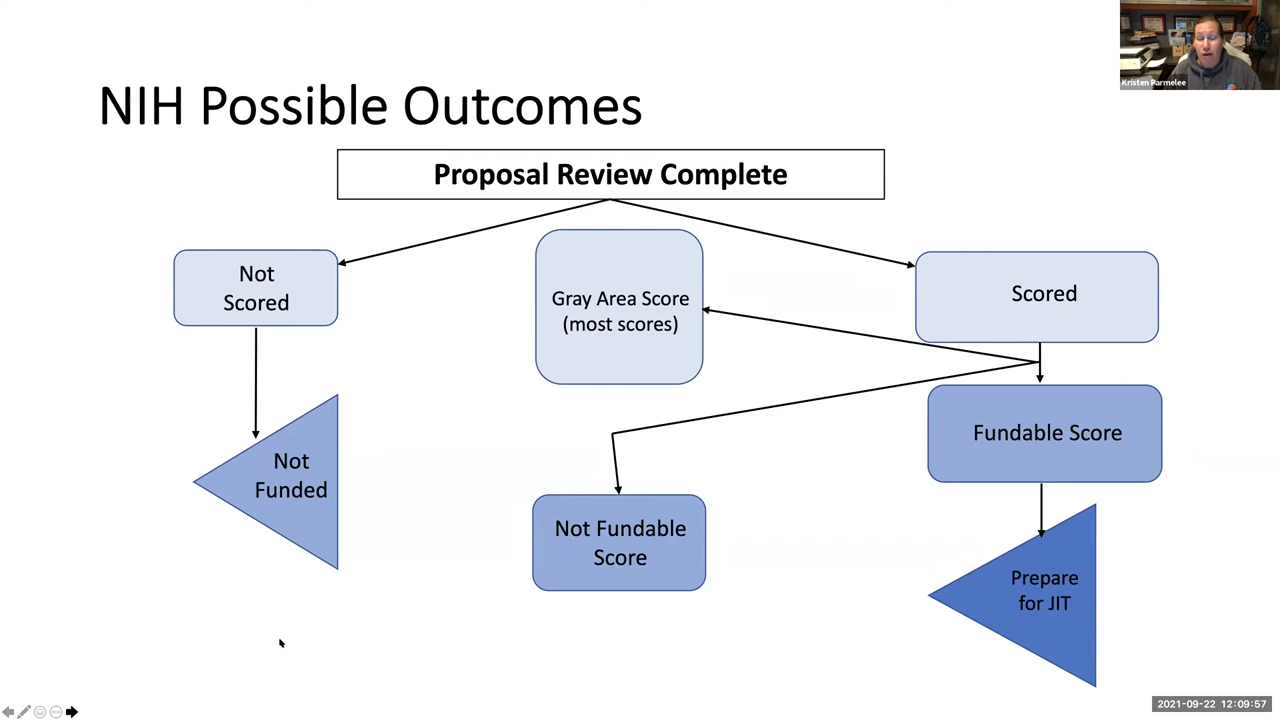 Kristen Parmelee
NIH Possible Outcomes
Proposal Review Complete
Not
Scored
Gray Area Score
(most scores)
Scored
Fundable Score
Not
Funded
Not Fundable
Score
Prepare
for JIT
2021-09-22 12:09:57